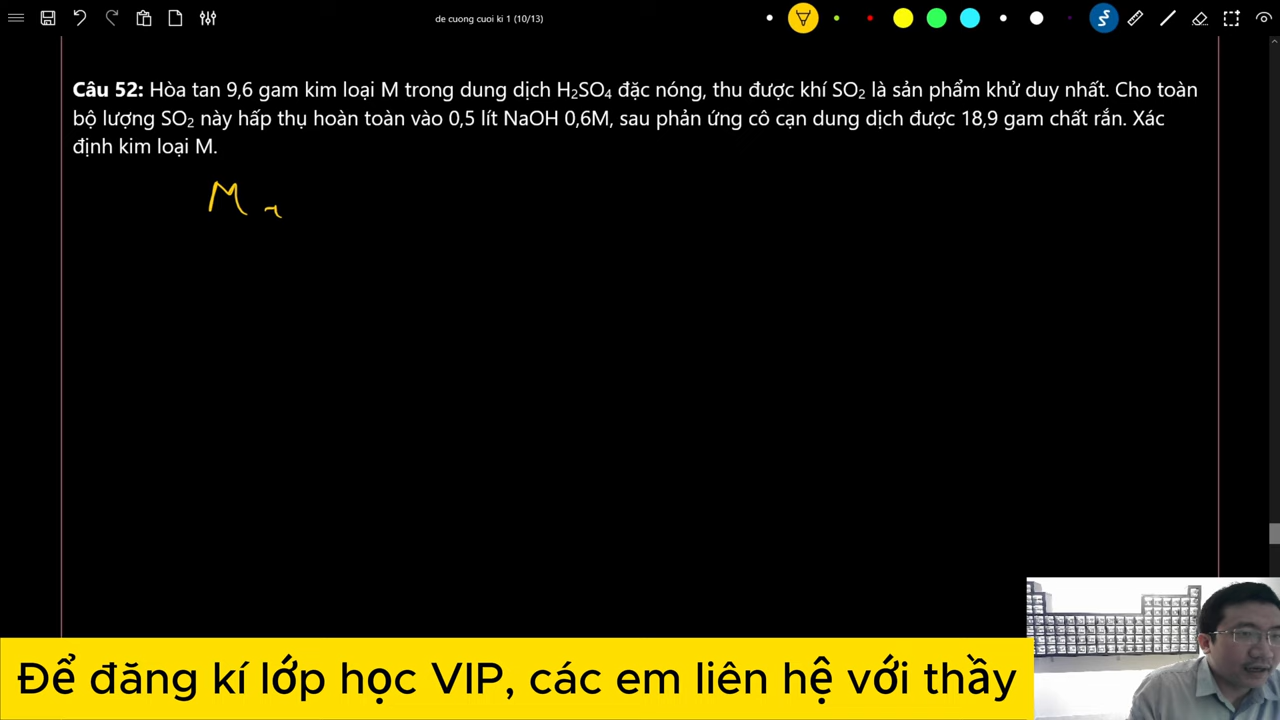 de cuong cuoi ki 1 (10/13)
Câu 52: Hòa tan 9,6 gam kim loại M trong dung dịch H₂SO₄ đặc nóng, thu được khí SO₂ là sản phẩm khử duy nhất. Cho toàn
bộ lượng SO₂ này hấp thụ hoàn toàn vào 0,5 lít NaOH 0,6M, sau phản ứng cô cạn dung dịch được 18,9 gam chất rắn. Xác
định kim loại M.
M
Để đăng kí lớp học VIP, các em liên hệ với thầy